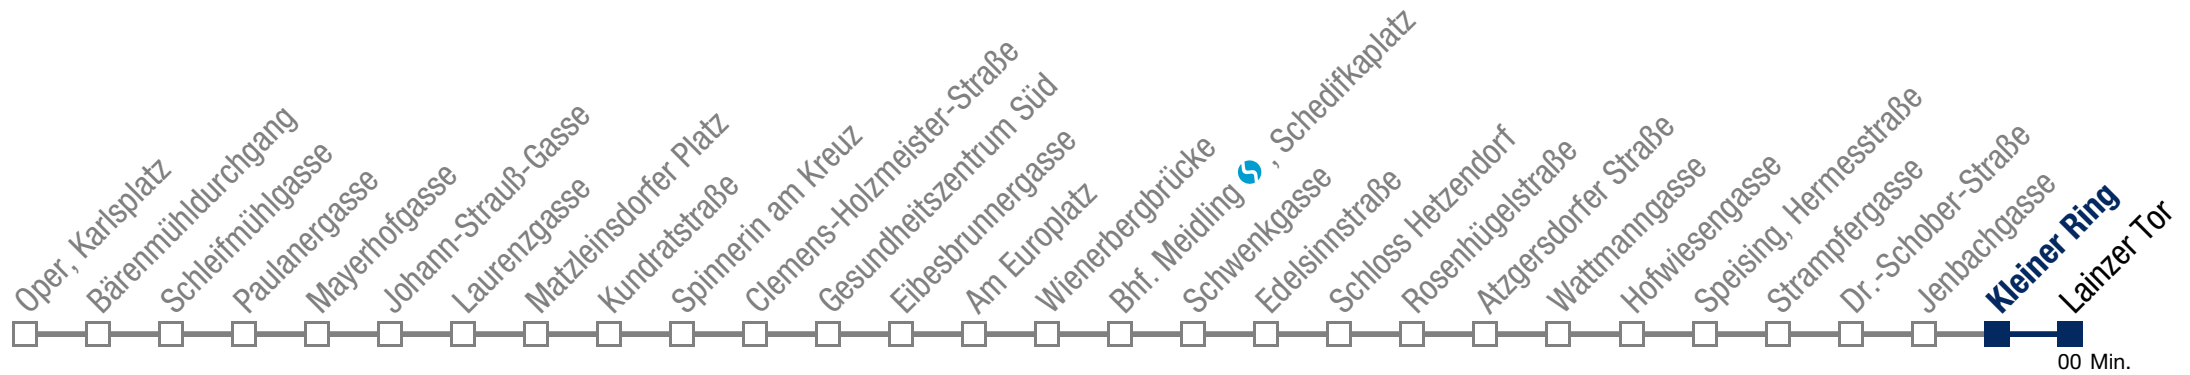 Oper, Karlsplatz
Bärenmühldurchgang
Schleifmühlgasse
Paulanergasse
Mayerhofgasse
Johann-Strauß-Gasse
Laurenzgasse
Matzleinsdorfer Platz
Kundratstraße
Spinnerin am Kreuz
Clemens-Holzmeister-Straße
Gesundheitszentrum Süd
Eibesbrunnergasse
Am Europlatz
Wienerbergbrücke
Bhf. Meidling S, Schedifkaplatz
Schwenkgasse
Edelsinnstraße
Schloss Hetzendorf
Rosenhügelstraße
Atzgersdorfer Straße
Wattmanngasse
Hofwiesengasse
Speising, Hermesstraße
Strampfergasse
Dr.-Schober-Straße
Jenbachgasse
Kleiner Ring
Lainzer Tor
00 Min.